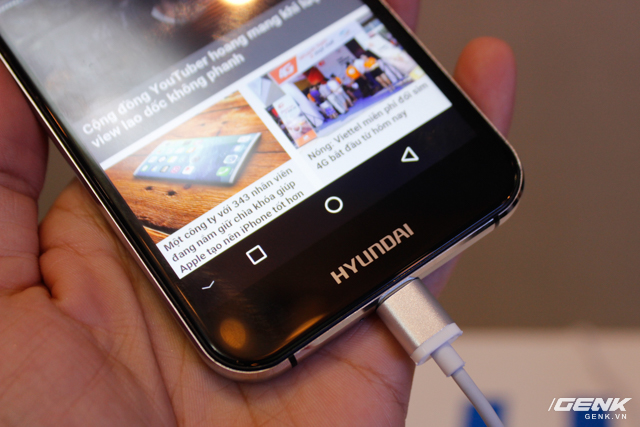 Cộng đồng YouTuber hoang mang khi
view lao dốc không phanh
4G
Nóng: Viettel miễn phí đổi sim
4G bắt đầu từ hôm nay
Một công ty với 343 nhân viên
đang nắm giữ chìa khóa giúp
Apple tạo nên iPhone tốt hơn
HYUNDAI
GENK
GENK.VN